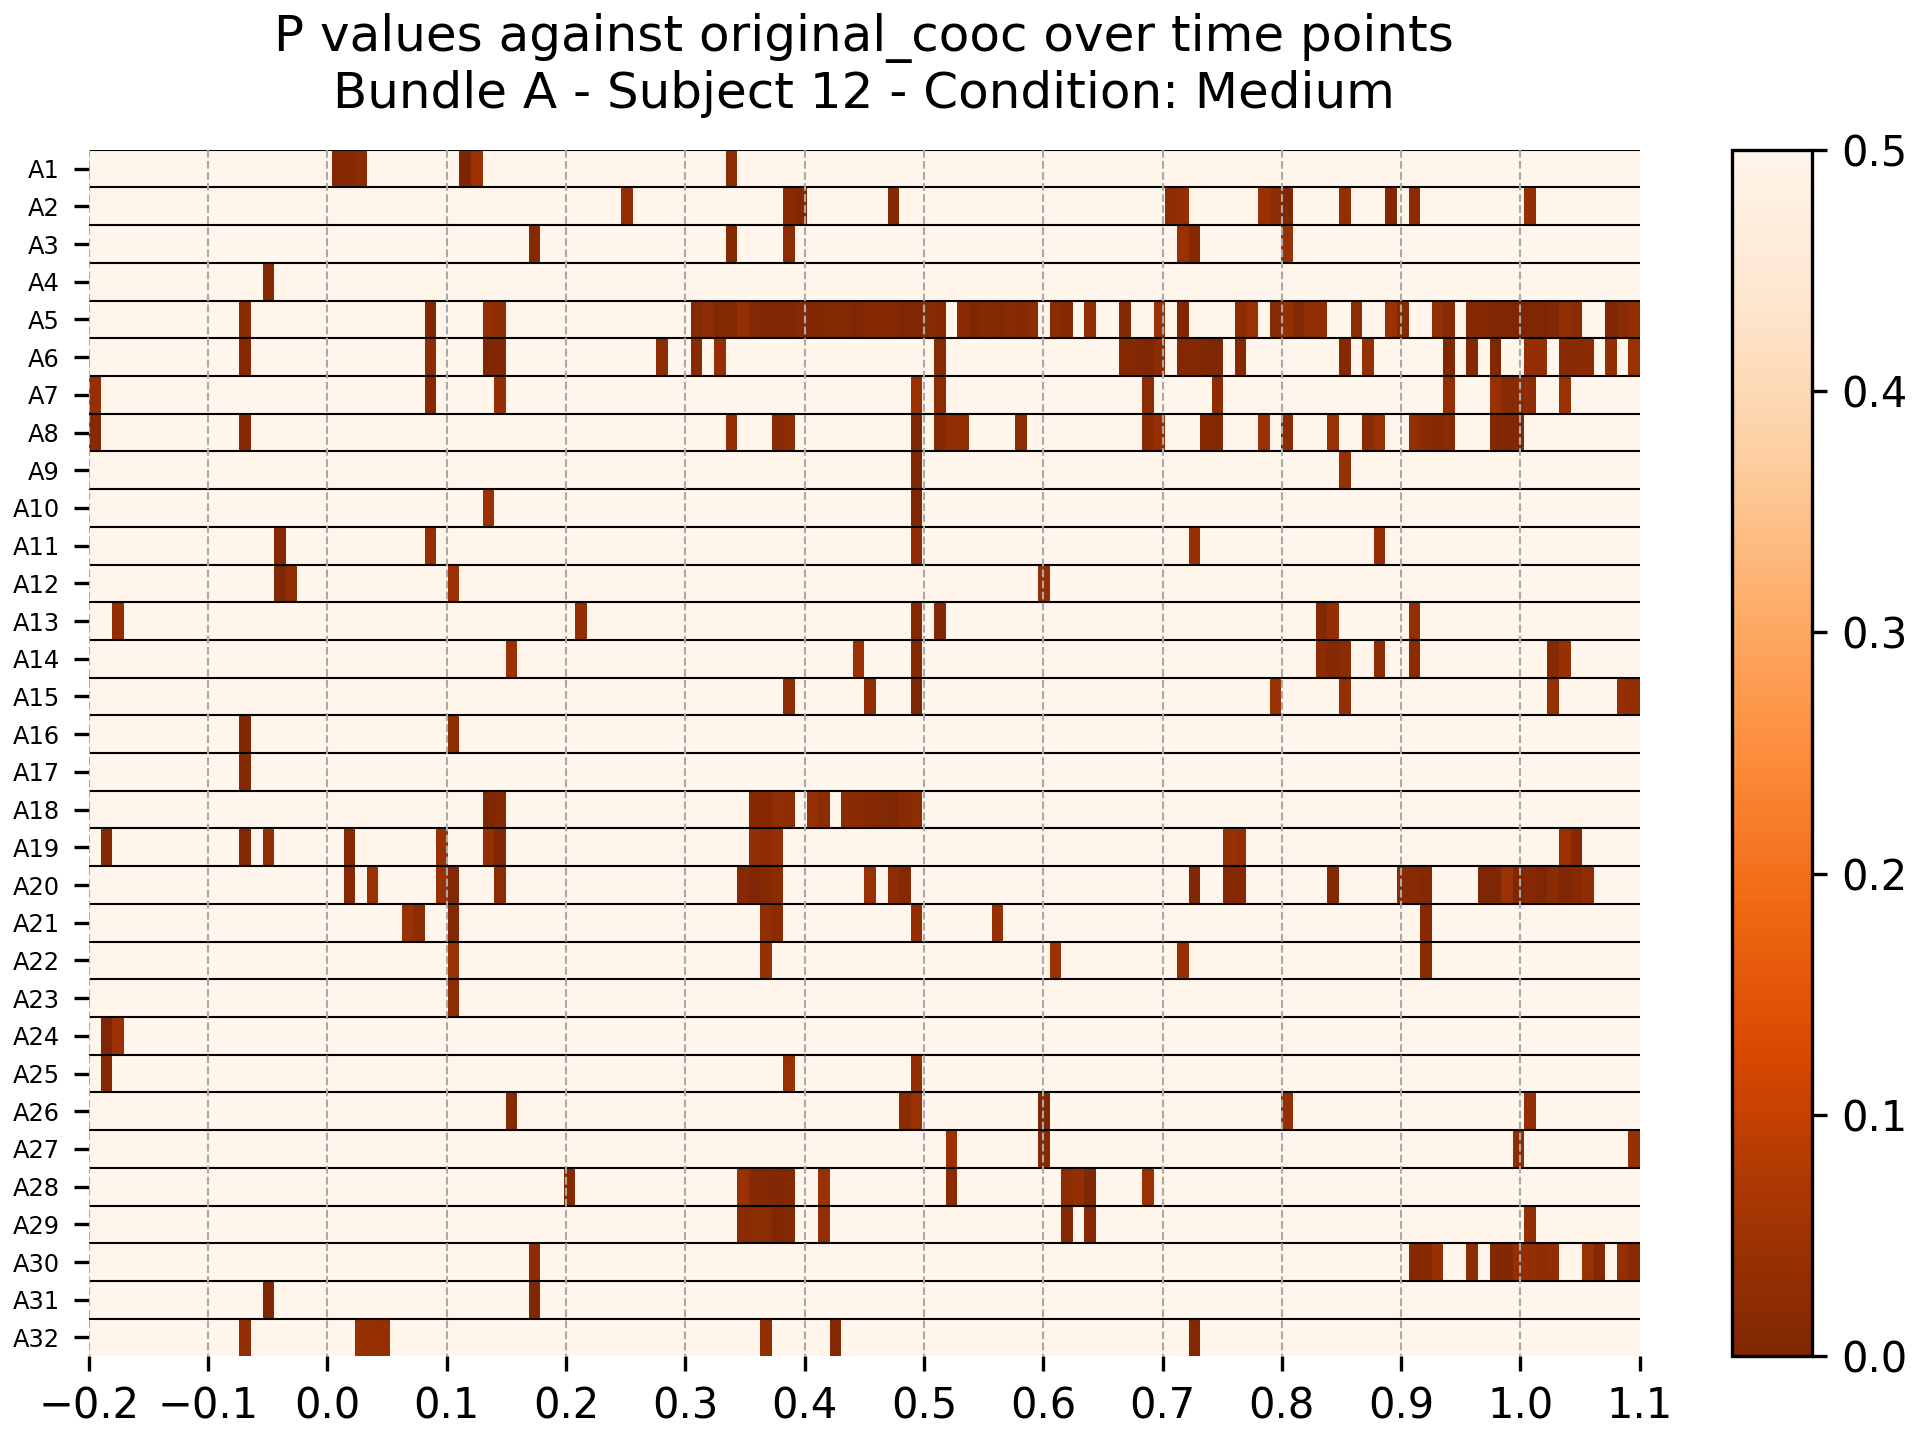 P values against original_cooc over time points
Bundle A - Subject 12 - Condition: Medium
A1
A2
A3
A4
A5
A6
A7
A8
A9
A10
A11
A12
A13
A14
A15
A16
A17
A18
A19
A20
A21
A22
A23
A24
A25
A26
A27
A28
A29
A30
A31
A32
−0.2 −0.1 0.0 0.1 0.2 0.3 0.4 0.5 0.6 0.7 0.8 0.9 1.0 1.1
0.5
0.4
0.3
0.2
0.1
0.0